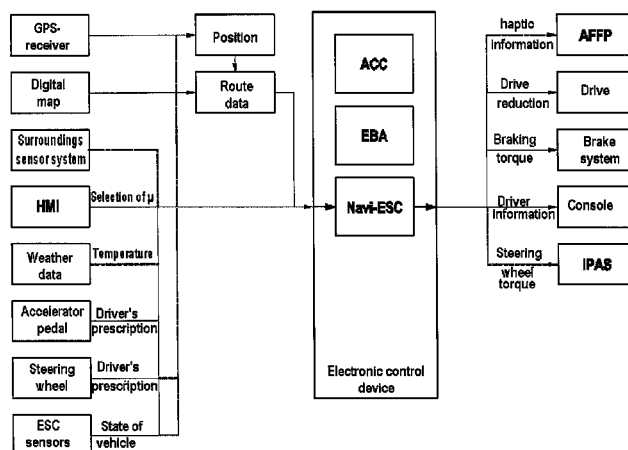 GPS-
receiver
Position
Digital
map
Route
data
Surroundings
sensor system
HMI
Selection of µ
Weather
data
Temperature
Accelerator
pedal
Driver's
prescription
Steering
wheel
Driver's
prescription
ESC
sensors
State of
vehicle
ACC
EBA
Navi-ESC
Electronic control
device
haptic
information
AFFP
Drive
reduction
Drive
Braking
torque
Brake
system
Driver
information
Console
Steering
wheel
torque
IPAS